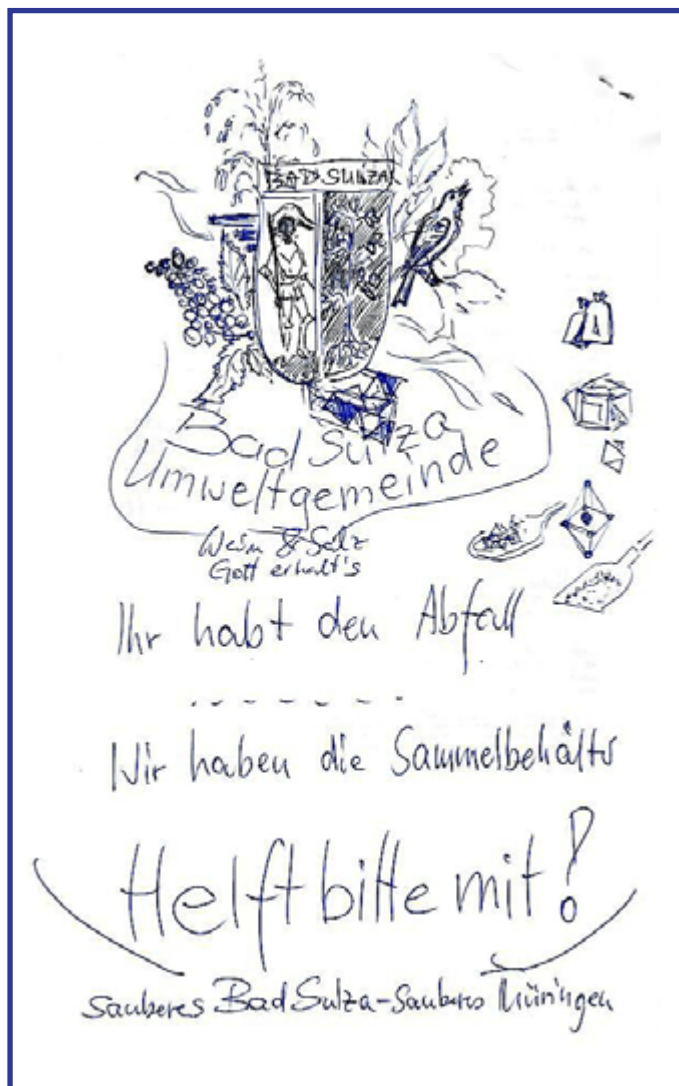 BAD SULZA
Bad Sulza
Umweltgemeinde
Wein & Salz
Gott erhalt's
Ihr habt den Abfall
Wir haben die Sammelbehälter
Helft bitte mit!
sauberes Bad Sulza - sauberes Thüringen